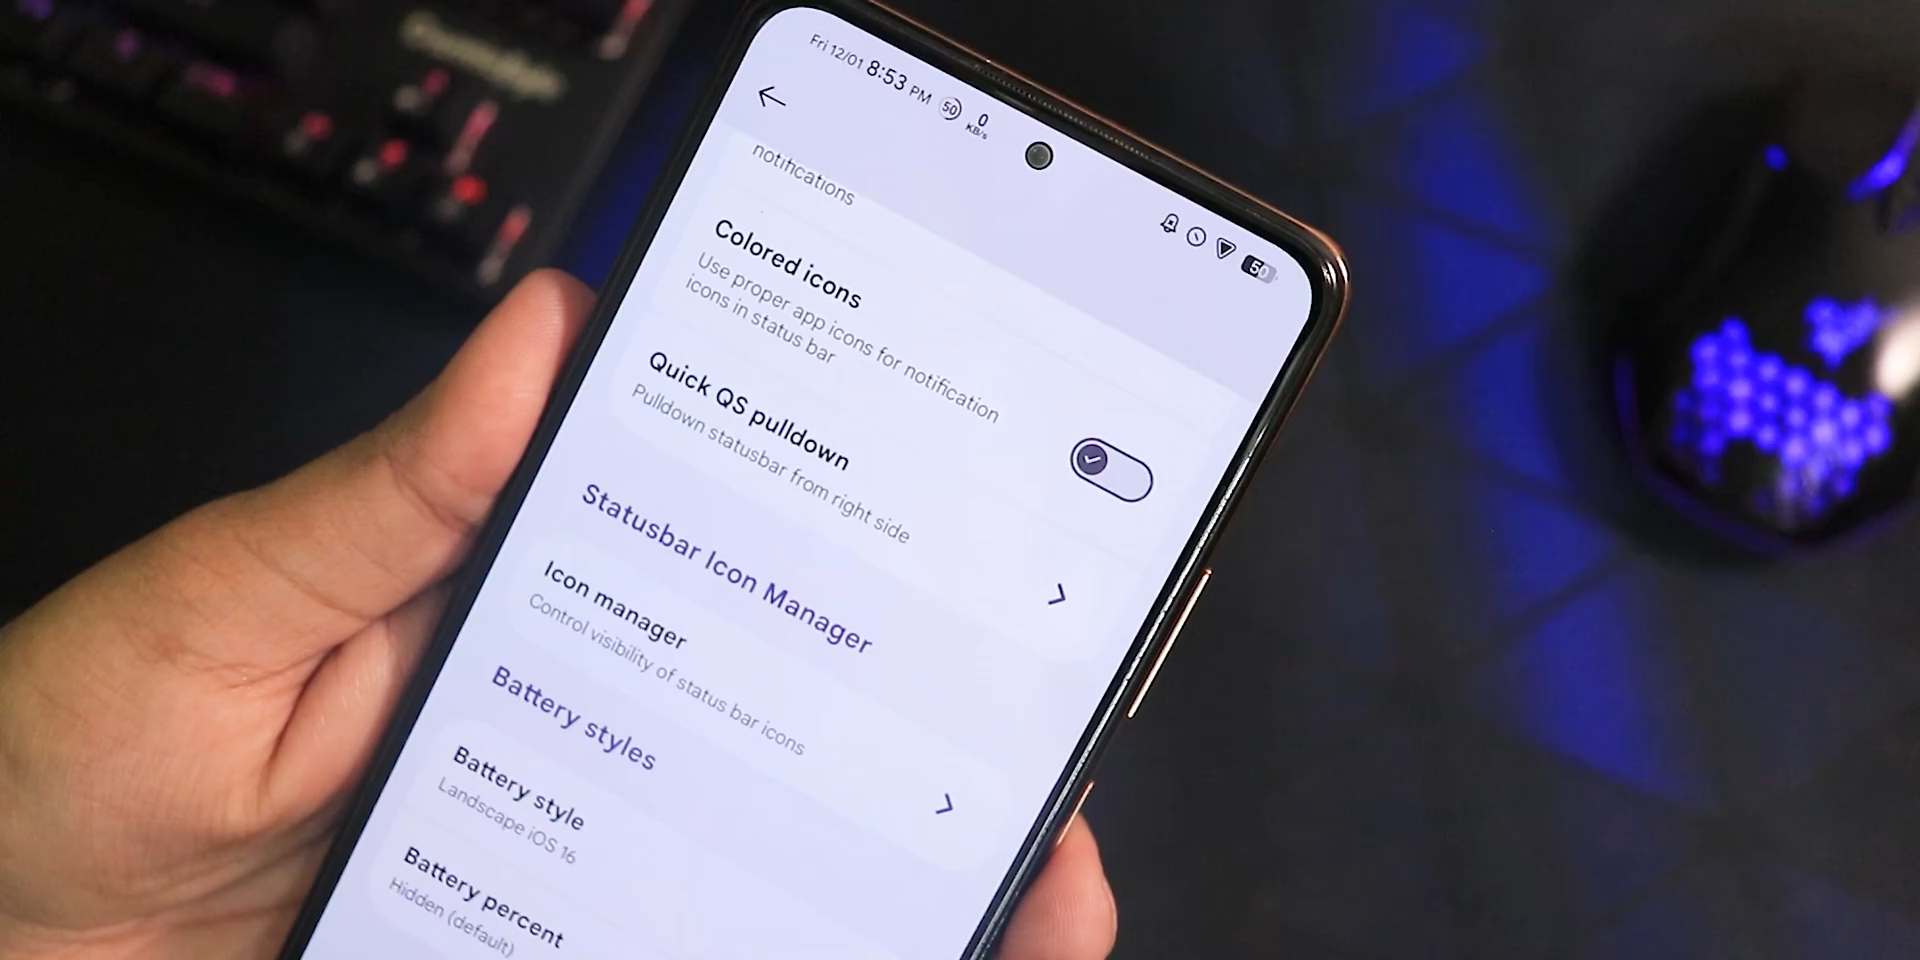 Fri 12/01 8:53 PM 50 0 KB/s
50
notifications
Colored icons
Use proper app icons for notification
icons in status bar
Quick QS pulldown
Pulldown statusbar from right side
Statusbar Icon Manager
Icon manager
Control visibility of status bar icons
Battery styles
Battery style
Landscape iOS 16
Battery percent
Hidden (default)